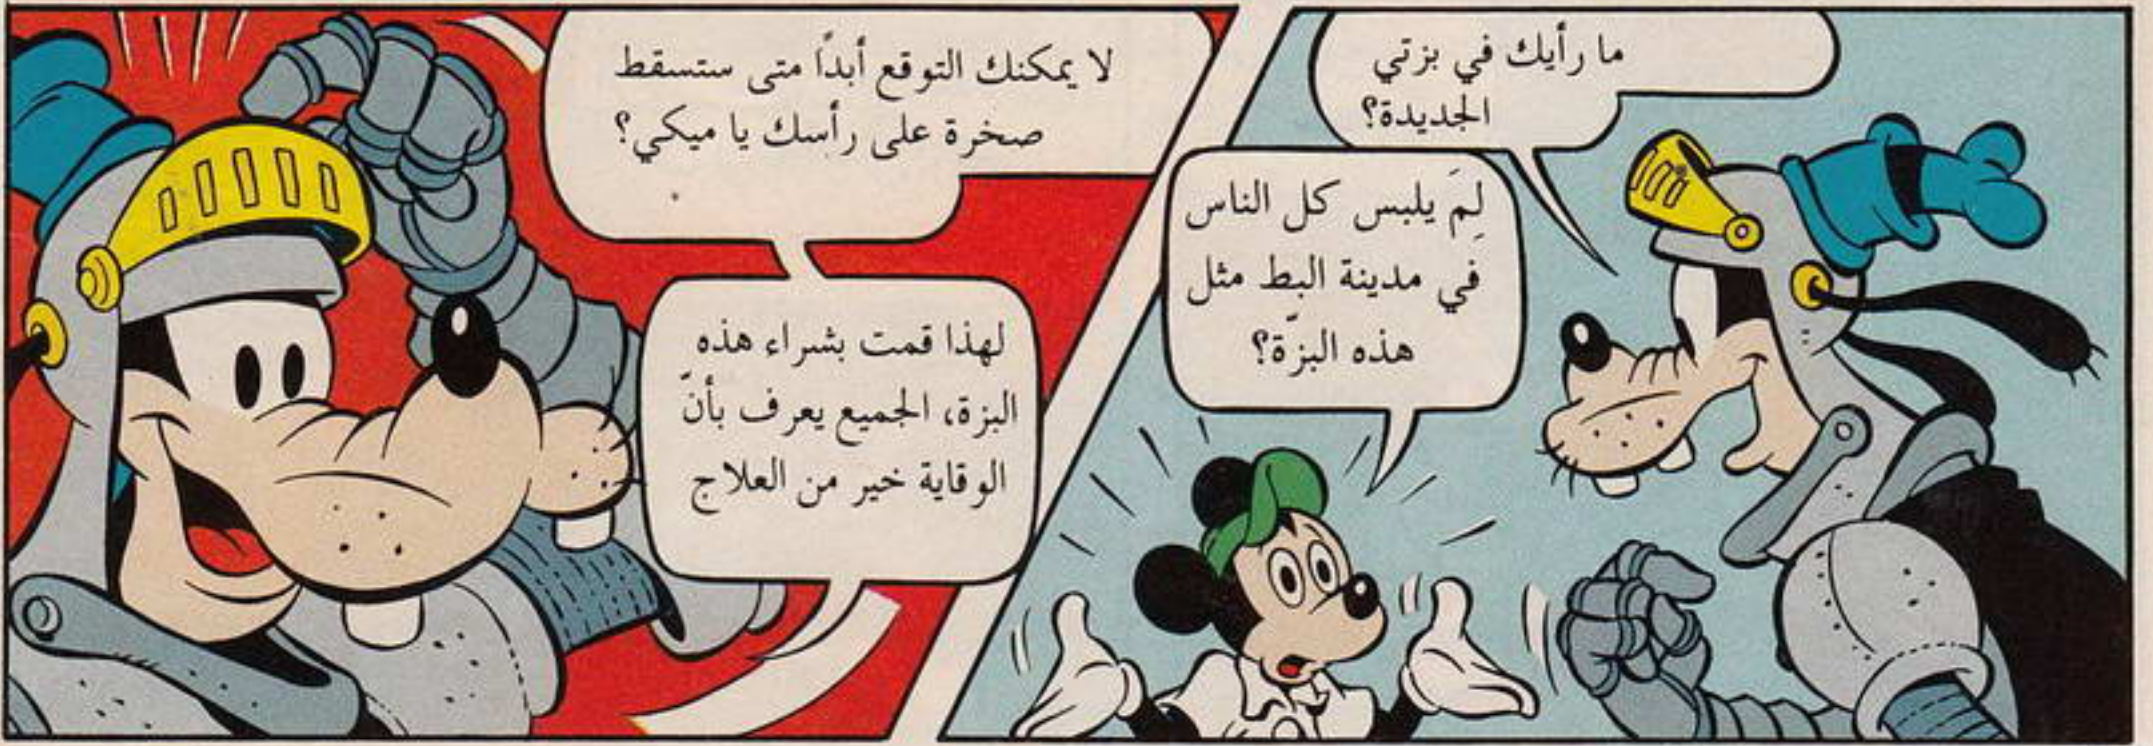 ما رأيك في بزتي
الجديدة؟
لِمَ يلبس كل الناس
في مدينة البط مثل
هذه البزّة؟
لا يمكنك التوقع أبداً متى ستسقط
صخرة على رأسك يا ميكي؟
لهذا قمت بشراء هذه
البزة، الجميع يعرف بأنّ
الوقاية خير من العلاج